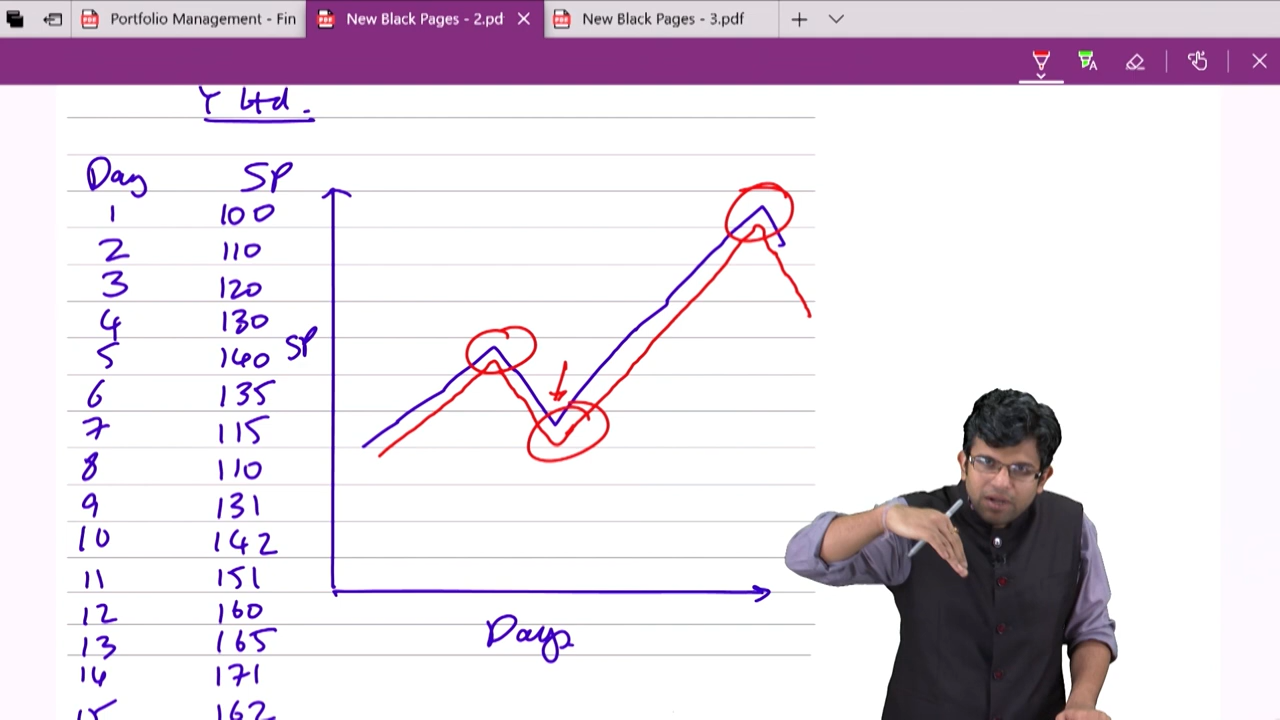 Portfolio Management - Fin
New Black Pages - 2.pd
New Black Pages - 3.pdf
Y Ltd.
Day SP
1 100
2 110
3 120
4 130
5 140
6 135
7 115
8 110
9 131
10 142
11 151
12 160
13 165
14 171
15 162
SP
Days